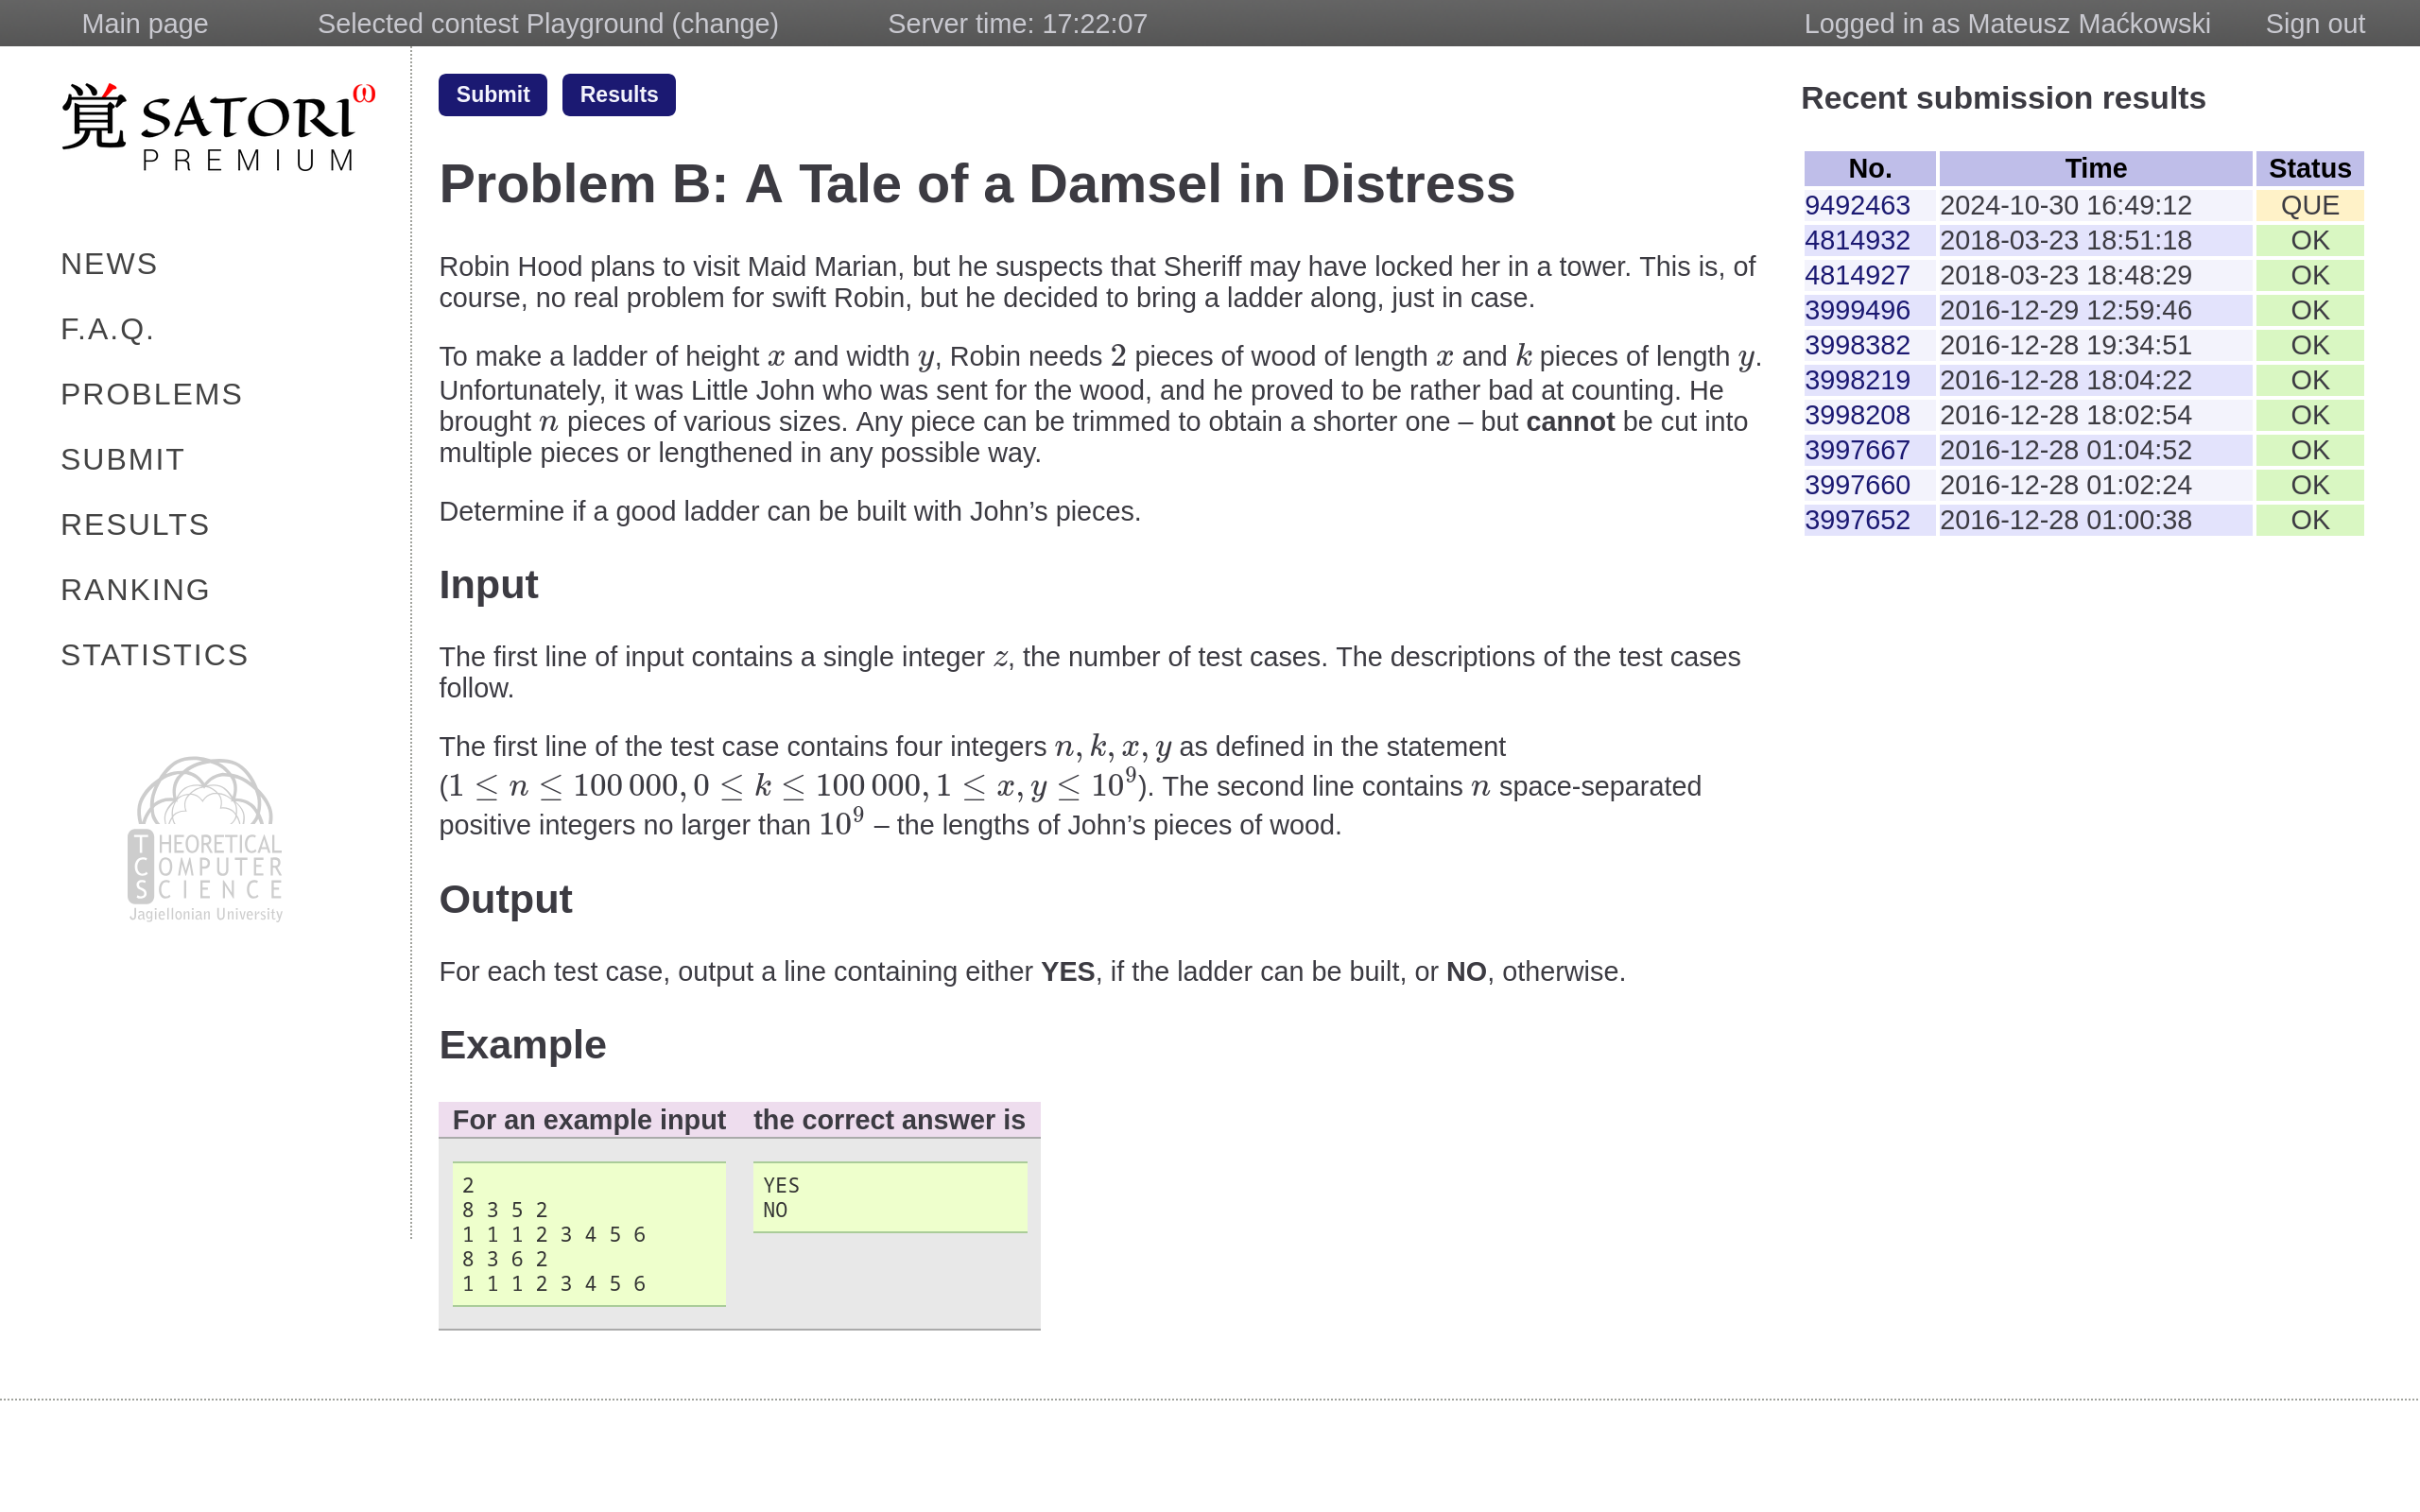 Main page Selected contest Playground (change) Server time: 17:22:07 Logged in as Mateusz Maćkowski Sign out
覚 SATORI ω
PREMIUM
NEWS
F.A.Q.
PROBLEMS
SUBMIT
RESULTS
RANKING
STATISTICS
THEORETICAL
COMPUTER
SCIENCE
Jagiellonian University
Submit Results
Problem B: A Tale of a Damsel in Distress
Robin Hood plans to visit Maid Marian, but he suspects that Sheriff may have locked her in a tower. This is, of
course, no real problem for swift Robin, but he decided to bring a ladder along, just in case.
To make a ladder of height x and width y, Robin needs 2 pieces of wood of length x and k pieces of length y.
Unfortunately, it was Little John who was sent for the wood, and he proved to be rather bad at counting. He
brought n pieces of various sizes. Any piece can be trimmed to obtain a shorter one – but cannot be cut into
multiple pieces or lengthened in any possible way.
Determine if a good ladder can be built with John’s pieces.
Input
The first line of input contains a single integer z, the number of test cases. The descriptions of the test cases
follow.
The first line of the test case contains four integers n, k, x, y as defined in the statement
(1 ≤ n ≤ 100 000, 0 ≤ k ≤ 100 000, 1 ≤ x, y ≤ 10⁹). The second line contains n space-separated
positive integers no larger than 10⁹ – the lengths of John’s pieces of wood.
Output
For each test case, output a line containing either YES, if the ladder can be built, or NO, otherwise.
Example
For an example input the correct answer is
2
8 3 5 2
1 1 1 2 3 4 5 6
8 3 6 2
1 1 1 2 3 4 5 6
YES
NO
Recent submission results
No. Time Status
9492463 2024-10-30 16:49:12 QUE
4814932 2018-03-23 18:51:18 OK
4814927 2018-03-23 18:48:29 OK
3999496 2016-12-29 12:59:46 OK
3998382 2016-12-28 19:34:51 OK
3998219 2016-12-28 18:04:22 OK
3998208 2016-12-28 18:02:54 OK
3997667 2016-12-28 01:04:52 OK
3997660 2016-12-28 01:02:24 OK
3997652 2016-12-28 01:00:38 OK